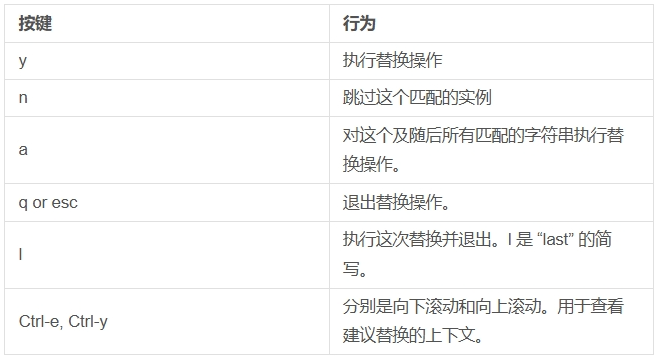 按键 行为
y 执行替换操作
n 跳过这个匹配的实例
a 对这个及随后所有匹配的字符串执行替
换操作。
q or esc 退出替换操作。
l 执行这次替换并退出。l 是 “last” 的简
写。
Ctrl-e, Ctrl-y 分别是向下滚动和向上滚动。用于查看
建议替换的上下文。